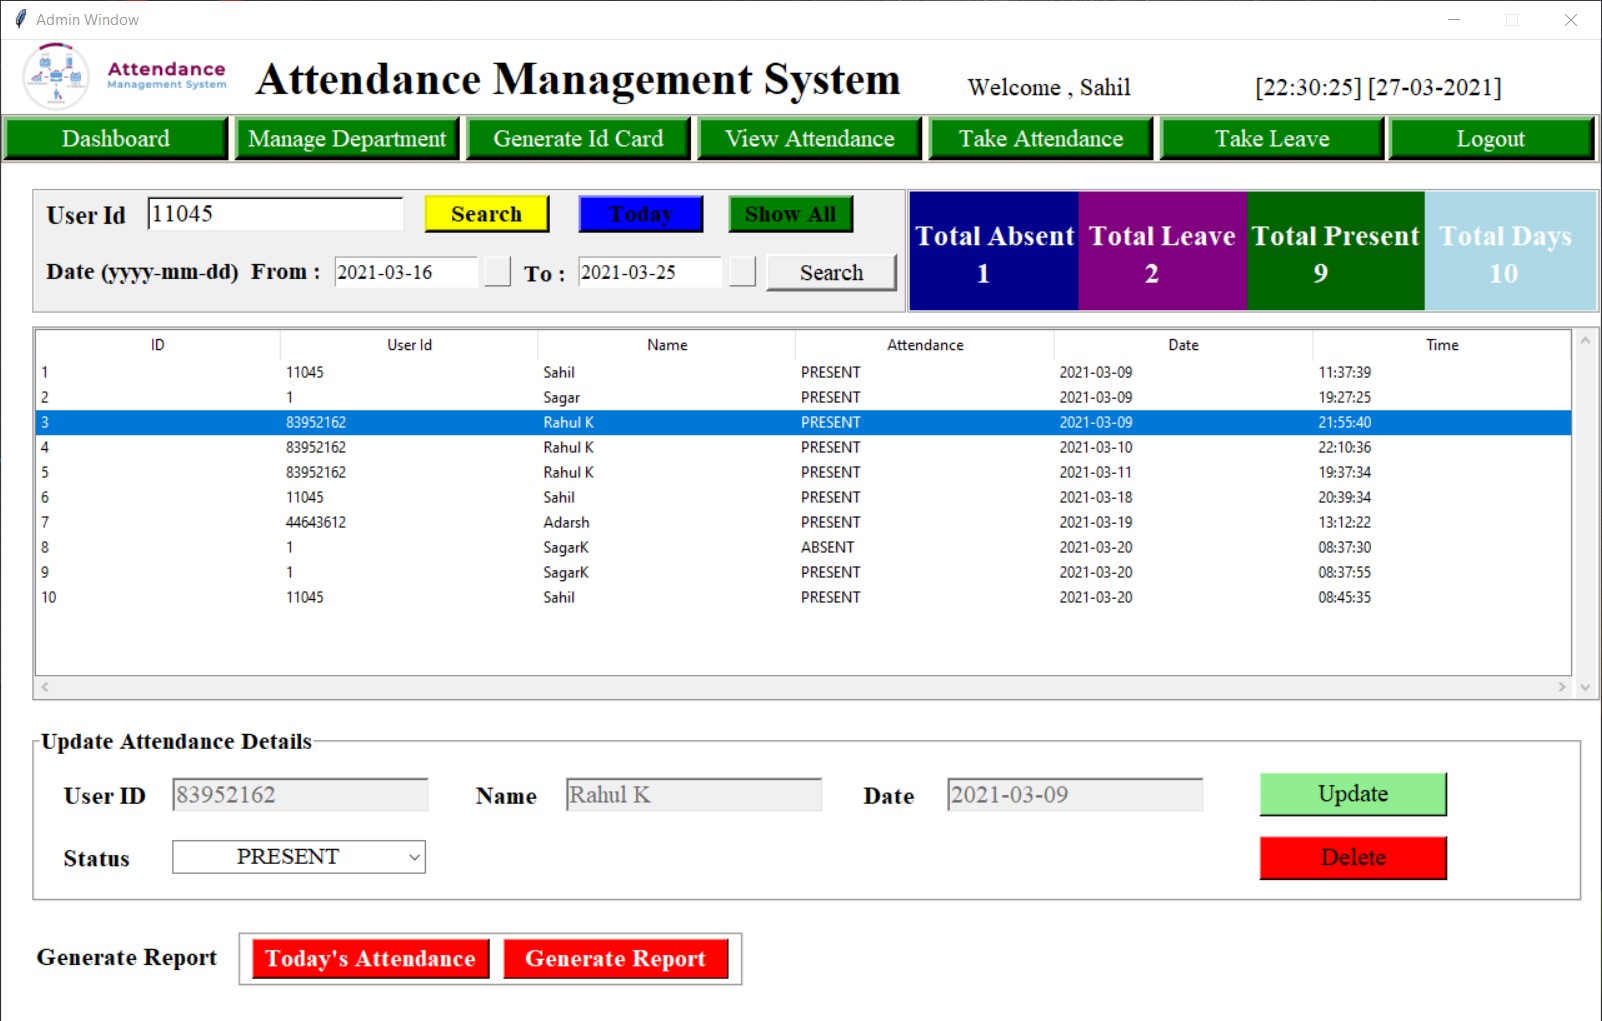 Admin Window
Attendance
Management System
Attendance Management System
Welcome , Sahil
[22:30:25] [27-03-2021]
Dashboard Manage Department Generate Id Card View Attendance Take Attendance Take Leave Logout
User Id 11045 Search Today Show All
Date (yyyy-mm-dd) From : 2021-03-16 To : 2021-03-25 Search
Total Absent Total Leave Total Present Total Days
1 2 9 10
ID User Id Name Attendance Date Time
1 11045 Sahil PRESENT 2021-03-09 11:37:39
2 1 Sagar PRESENT 2021-03-09 19:27:25
3 83952162 Rahul K PRESENT 2021-03-09 21:55:40
4 83952162 Rahul K PRESENT 2021-03-10 22:10:36
5 83952162 Rahul K PRESENT 2021-03-11 19:37:34
6 11045 Sahil PRESENT 2021-03-18 20:39:34
7 44643612 Adarsh PRESENT 2021-03-19 13:12:22
8 1 SagarK ABSENT 2021-03-20 08:37:30
9 1 SagarK PRESENT 2021-03-20 08:37:55
10 11045 Sahil PRESENT 2021-03-20 08:45:35
Update Attendance Details
User ID 83952162 Name Rahul K Date 2021-03-09 Update
Status PRESENT Delete
Generate Report Today's Attendance Generate Report